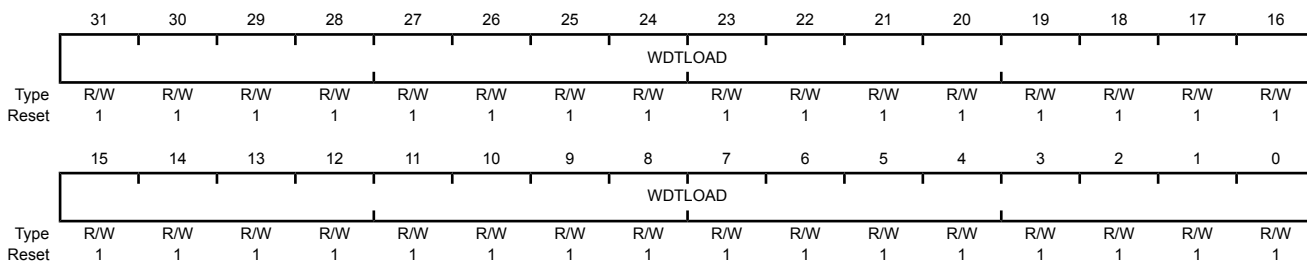 31 30 29 28 27 26 25 24 23 22 21 20 19 18 17 16
WDTLOAD
Type R/W R/W R/W R/W R/W R/W R/W R/W R/W R/W R/W R/W R/W R/W R/W R/W
Reset 1 1 1 1 1 1 1 1 1 1 1 1 1 1 1 1
15 14 13 12 11 10 9 8 7 6 5 4 3 2 1 0
WDTLOAD
Type R/W R/W R/W R/W R/W R/W R/W R/W R/W R/W R/W R/W R/W R/W R/W R/W
Reset 1 1 1 1 1 1 1 1 1 1 1 1 1 1 1 1